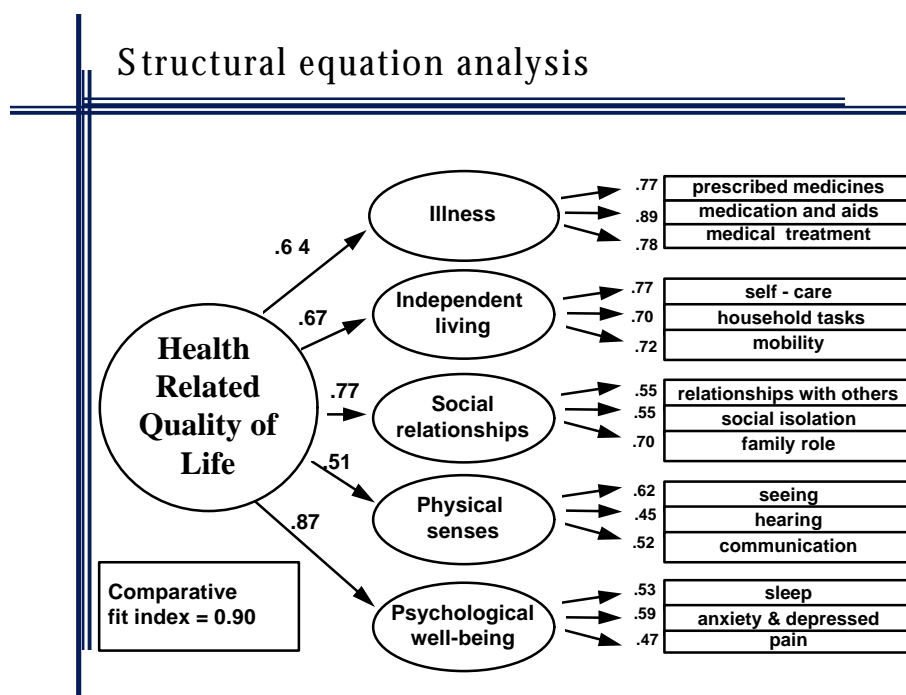 Structural equation analysis
.77 prescribed medicines
.89 medication and aids
.78 medical treatment
Illness
.6 4
.77 self - care
.70 household tasks
.72 mobility
Independent
living
.67
Health
Related
Quality of
Life
.77
Social
relationships
.55 relationships with others
.55 social isolation
.70 family role
.51
Physical
senses
.62 seeing
.45 hearing
.52 communication
.87
Psychological
well-being
.53 sleep
.59 anxiety & depressed
.47 pain
Comparative
fit index = 0.90